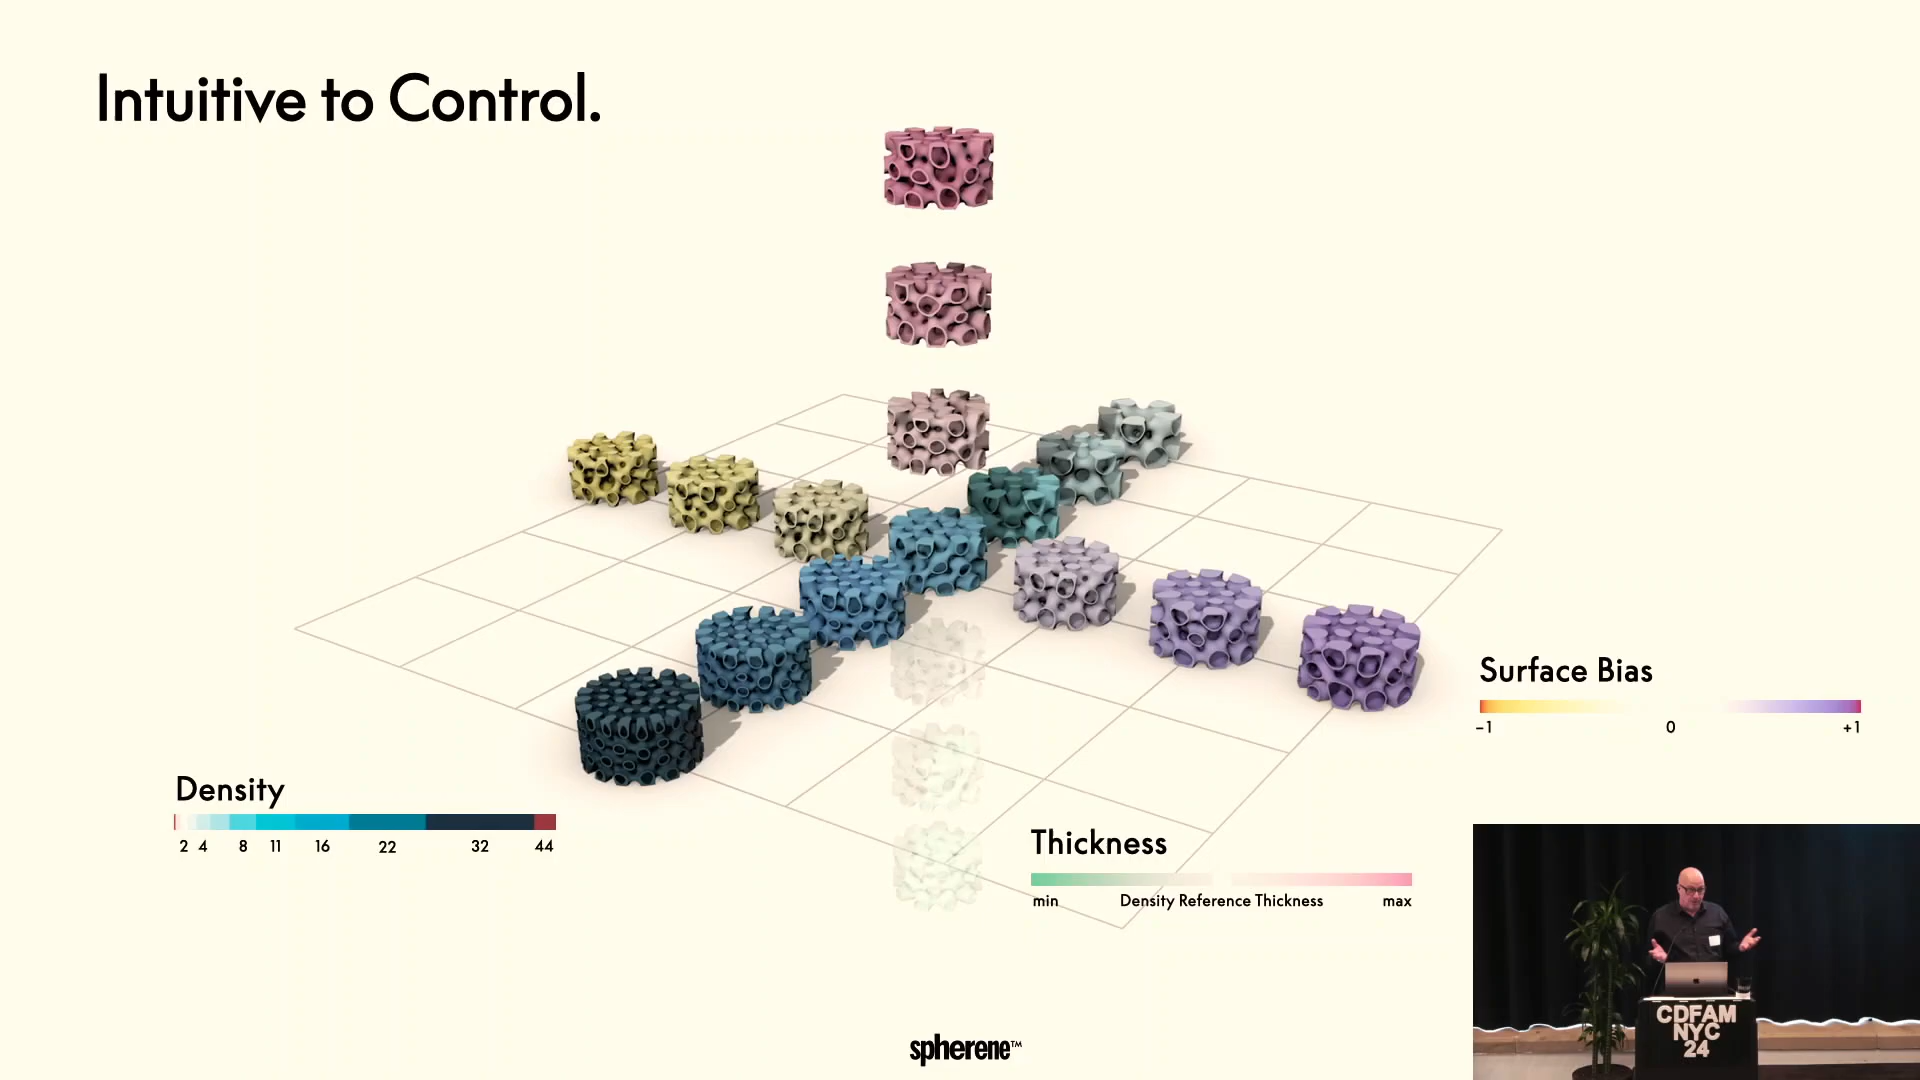 Intuitive to Control.
Surface Bias
−1 0 +1
Density
2 4 8 11 16 22 32 44
Thickness
min Density Reference Thickness max
spherene™
CDFAM
NYC
24